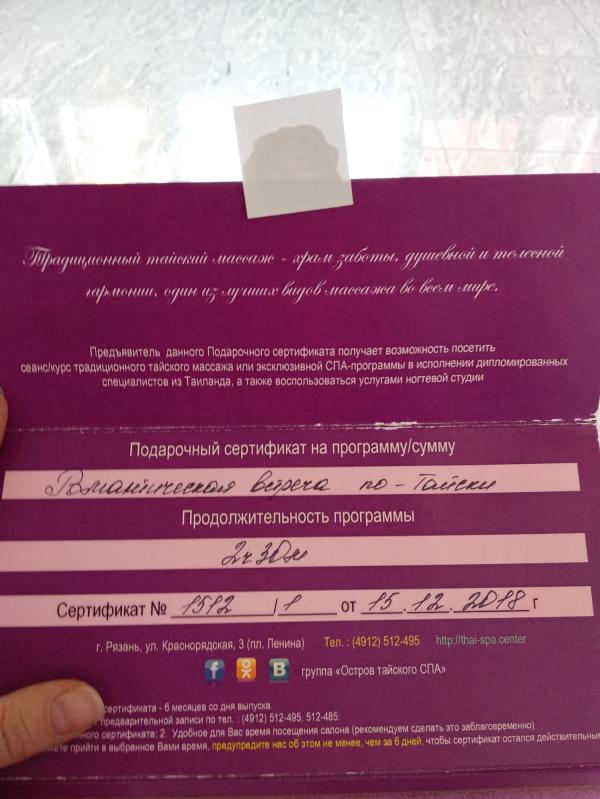 Традиционный тайский массаж - храм заботы, душевной и телесной
гармонии, один из лучших видов массажа во всем мире.
Предъявитель данного Подарочного сертификата получает возможность посетить
сеанс/курс традиционного тайского массажа или эксклюзивной СПА-программы в исполнении дипломированных
специалистов из Таиланда, а также воспользоваться услугами ногтевой студии
Подарочный сертификат на программу/сумму
Романтическая встреча по-Тайски
Продолжительность программы
2ч 30м
Сертификат № 1512 / 1 от 15.12.2018 г
г. Рязань, ул. Краснорядская, 3 (пл. Ленина) Тел. : (4912) 512-495 http://thai-spa.center
группа «Остров тайского СПА»
сертификата - 6 месяцев со дня выпуска.
предварительной записи по тел. : (4912) 512-495, 512-485:
сертификата; 2. Удобное для Вас время посещения салона (рекомендуем сделать это заблаговременно)
прийти в выбранное Вами время, предупредите нас об этом не менее, чем за 6 дней, чтобы сертификат остался действительным